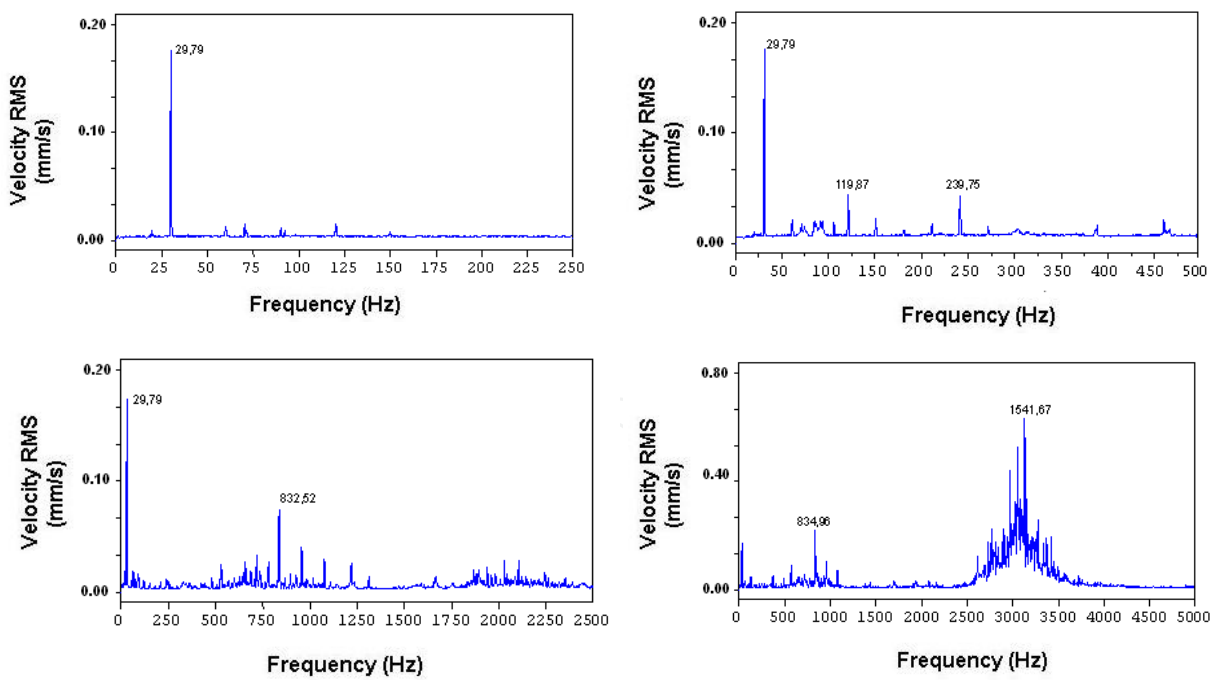 Velocity RMS
(mm/s)
0.20
0.10
0.00
29,79
0 25 50 75 100 125 150 175 200 225 250
Frequency (Hz)
Velocity RMS
(mm/s)
0.20
0.10
0.00
29,79
119,87
239,75
0 50 100 150 200 250 300 350 400 450 500
Frequency (Hz)
Velocity RMS
(mm/s)
0.20
0.10
0.00
29,79
832,52
0 250 500 750 1000 1250 1500 1750 2000 2250 2500
Frequency (Hz)
Velocity RMS
(mm/s)
0.80
0.40
0.00
834,96
1541,67
0 500 1000 1500 2000 2500 3000 3500 4000 4500 5000
Frequency (Hz)